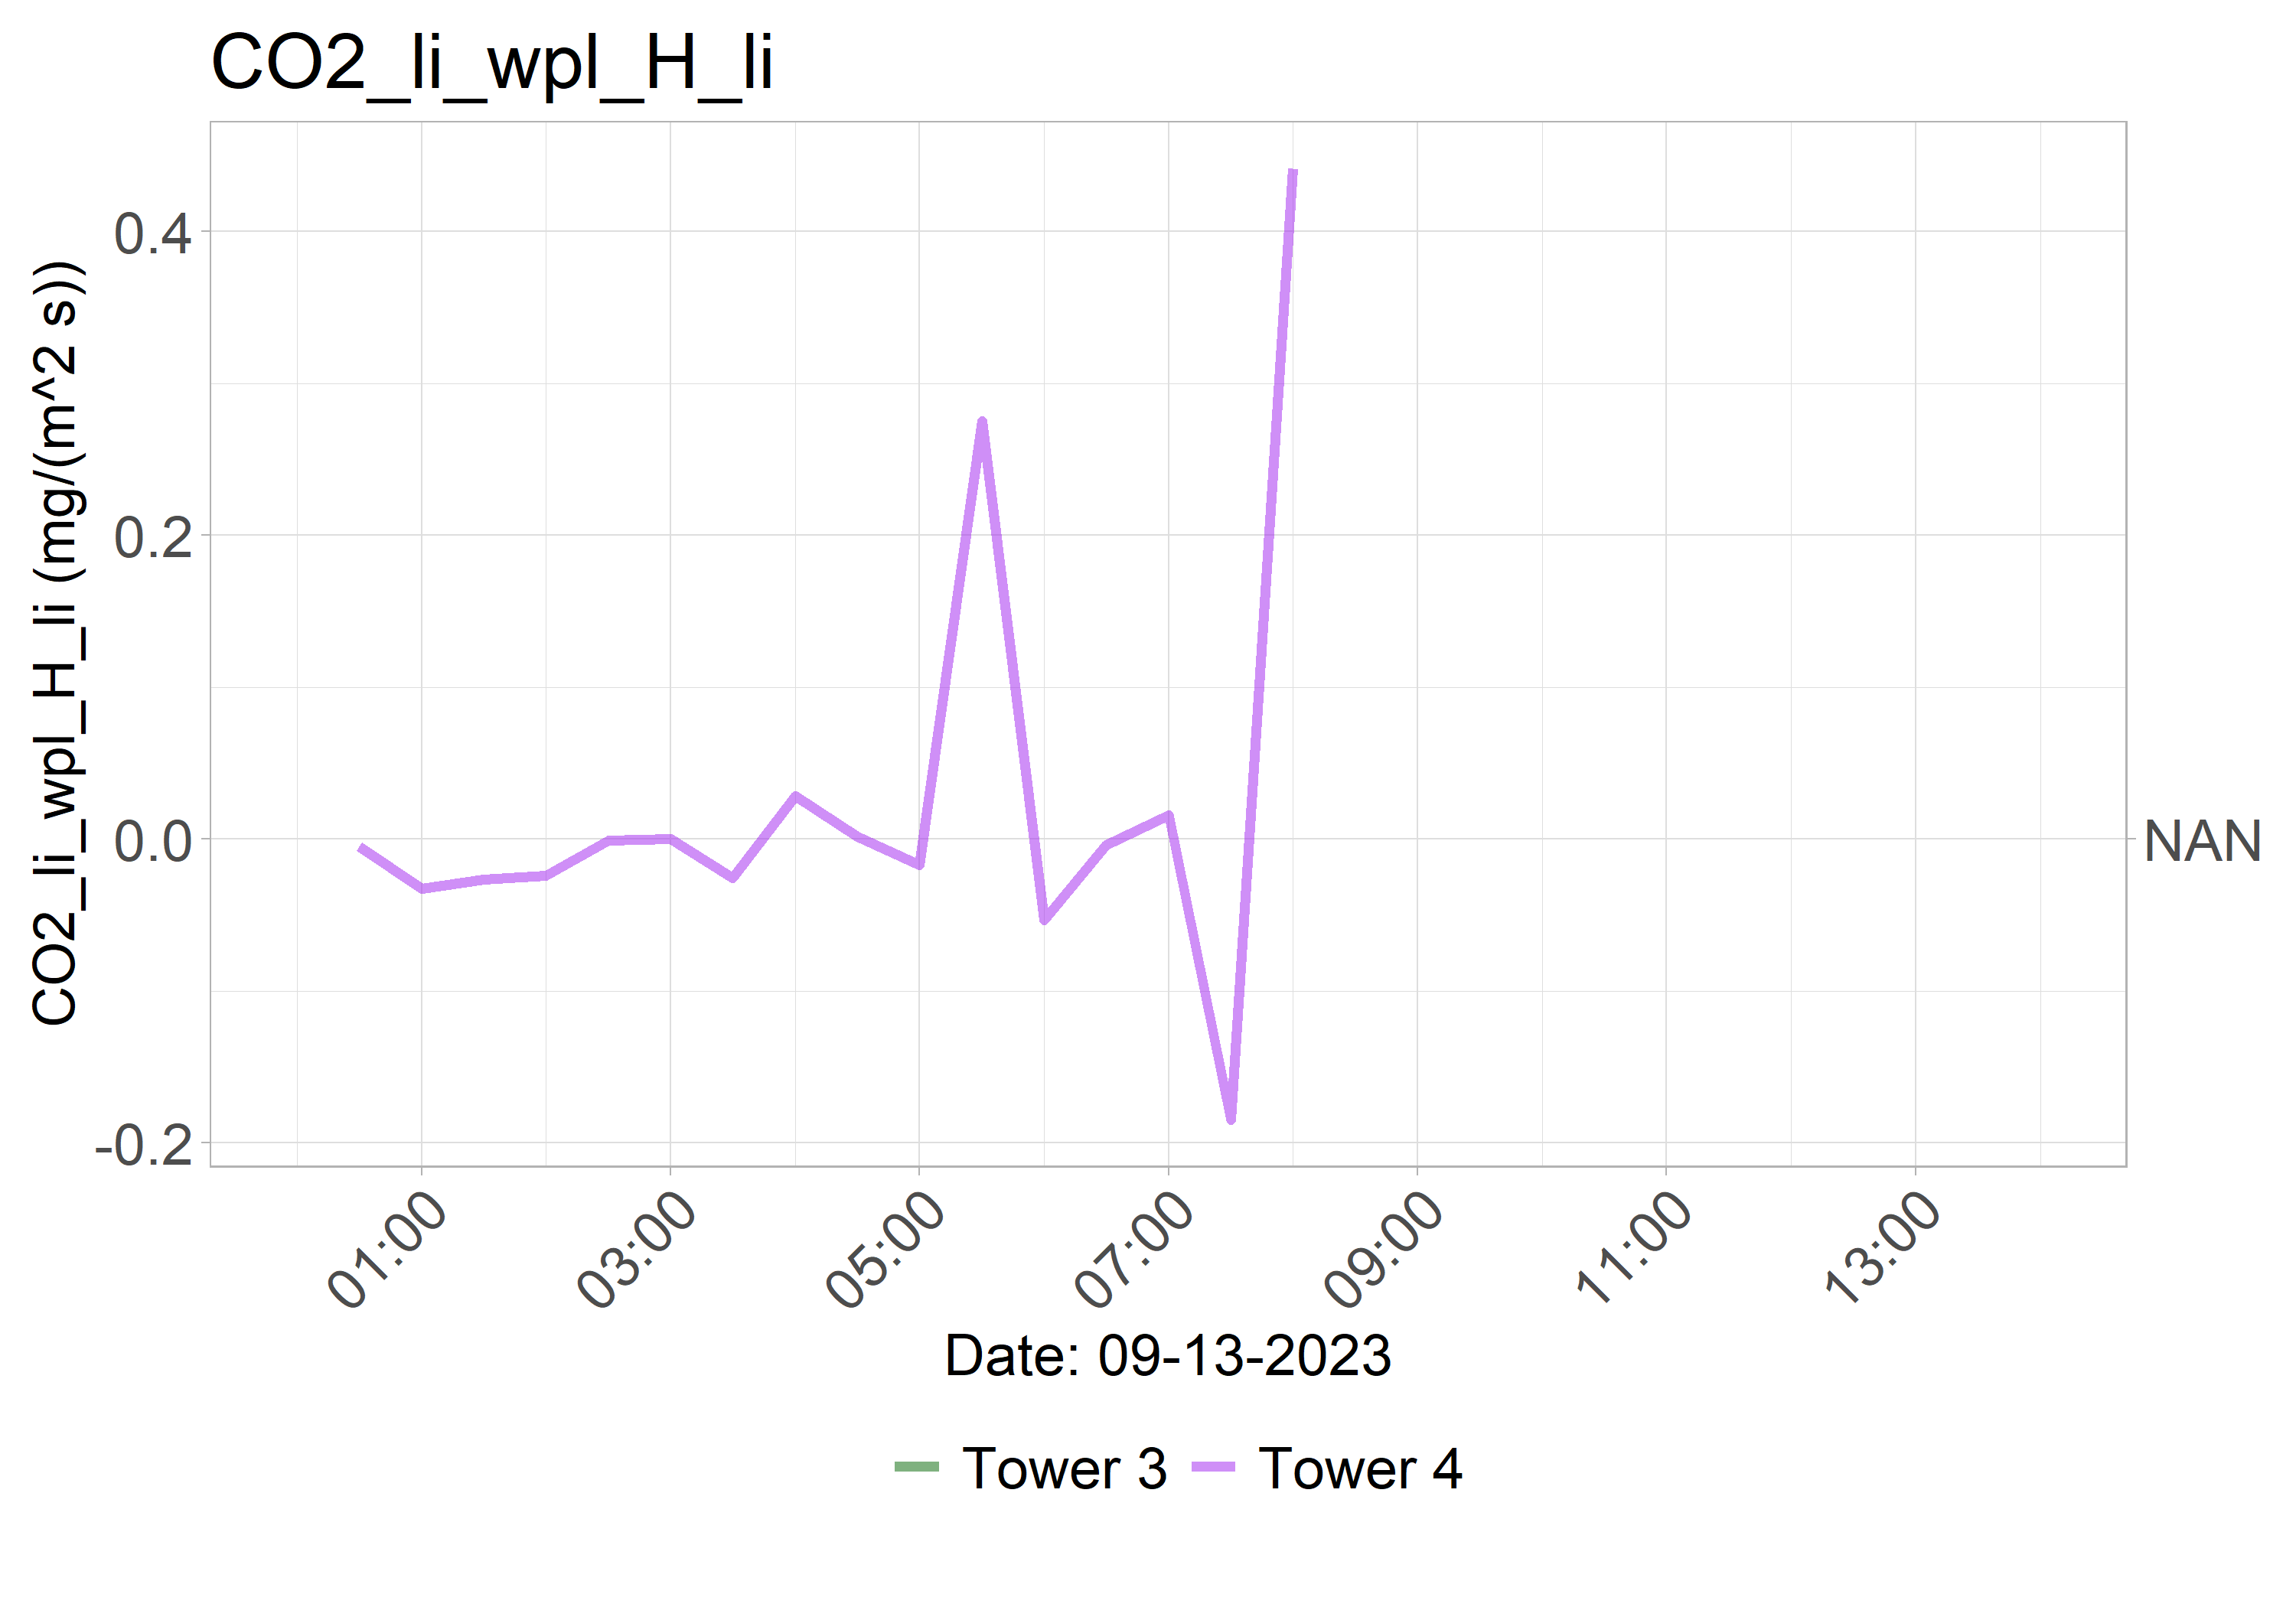 CO2_li_wpl_H_li
CO2_li_wpl_H_li (mg/(m^2 s))
0.4
0.2
0.0
-0.2
NAN
01:00
03:00
05:00
07:00
09:00
11:00
13:00
Date: 09-13-2023
Tower 3
Tower 4